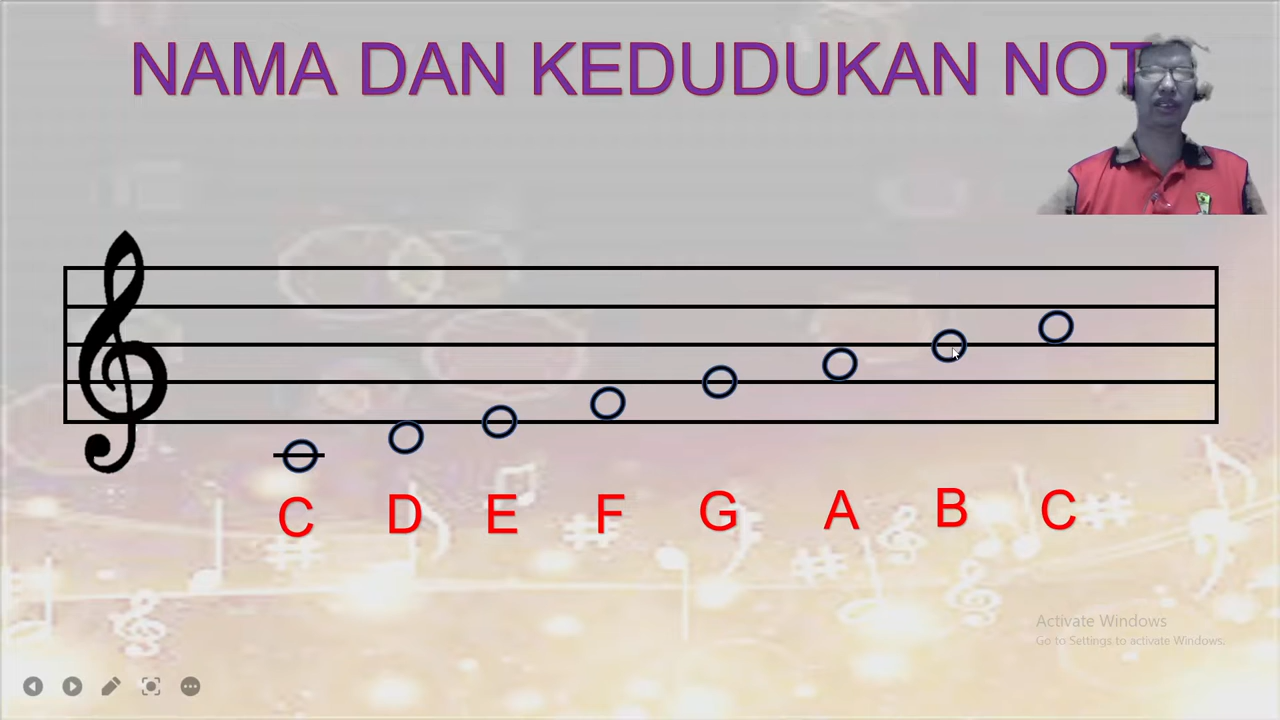 NAMA DAN KEDUDUKAN NOT
C D E F G A B C
Activate Windows
Go to Settings to activate Windows.